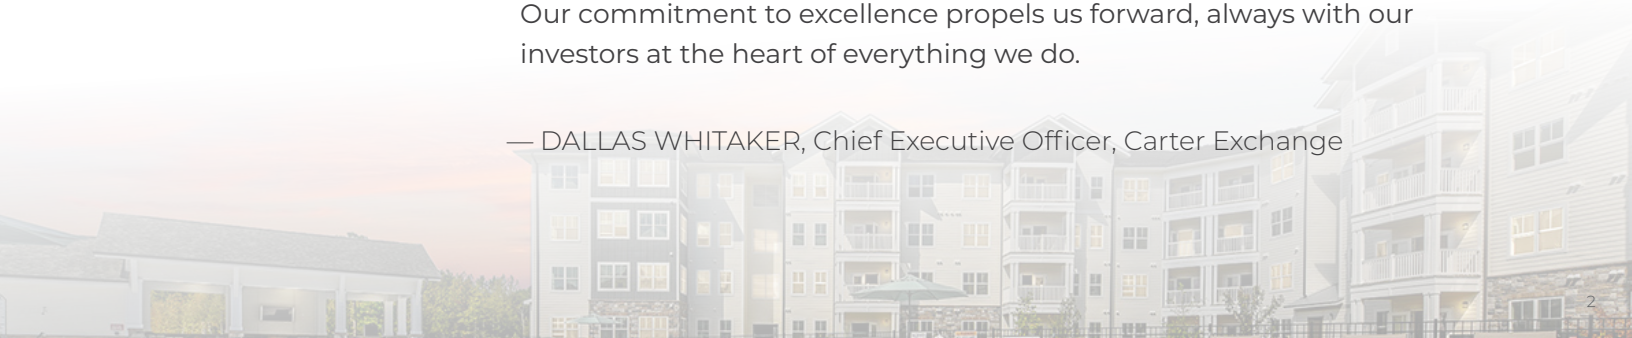 Our commitment to excellence propels us forward, always with our
investors at the heart of everything we do.
— DALLAS WHITAKER, Chief Executive Officer, Carter Exchange
2